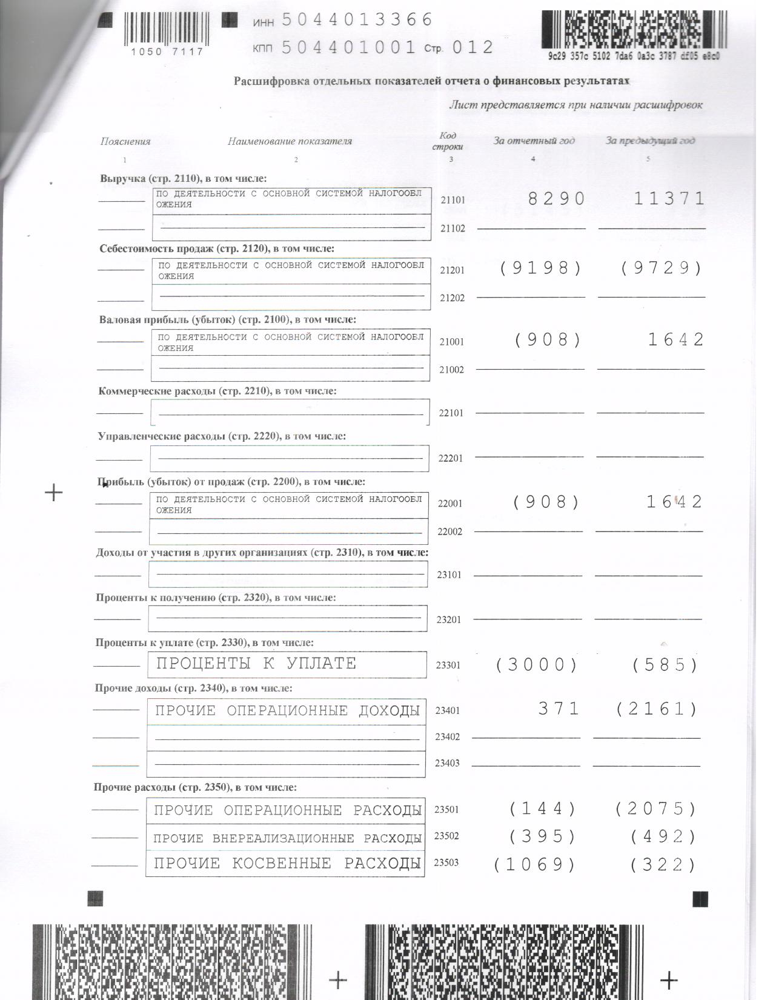 ИНН 5044013366
КПП 504401001 Стр. 012
1050 7117
9c29 357c 5102 7da6 0a3c 3787 df05 e8c0
Расшифровка отдельных показателей отчета о финансовых результатах
Лист представляется при наличии расшифровок
Пояснения Наименование показателя Код строки За отчетный год За предыдущий год
1 2 3 4 5
Выручка (стр. 2110), в том числе:
ПО ДЕЯТЕЛЬНОСТИ С ОСНОВНОЙ СИСТЕМОЙ НАЛОГООБЛ
ОЖЕНИЯ
21101 8290 11371
21102
Себестоимость продаж (стр. 2120), в том числе:
ПО ДЕЯТЕЛЬНОСТИ С ОСНОВНОЙ СИСТЕМОЙ НАЛОГООБЛ
ОЖЕНИЯ
21201 (9198) (9729)
21202
Валовая прибыль (убыток) (стр. 2100), в том числе:
ПО ДЕЯТЕЛЬНОСТИ С ОСНОВНОЙ СИСТЕМОЙ НАЛОГООБЛ
ОЖЕНИЯ
21001 (908) 1642
21002
Коммерческие расходы (стр. 2210), в том числе:
22101
Управленческие расходы (стр. 2220), в том числе:
22201
Прибыль (убыток) от продаж (стр. 2200), в том числе:
ПО ДЕЯТЕЛЬНОСТИ С ОСНОВНОЙ СИСТЕМОЙ НАЛОГООБЛ
ОЖЕНИЯ
22001 (908) 1642
22002
Доходы от участия в других организациях (стр. 2310), в том числе:
23101
Проценты к получению (стр. 2320), в том числе:
23201
Проценты к уплате (стр. 2330), в том числе:
ПРОЦЕНТЫ К УПЛАТЕ 23301 (3000) (585)
Прочие доходы (стр. 2340), в том числе:
ПРОЧИЕ ОПЕРАЦИОННЫЕ ДОХОДЫ 23401 371 (2161)
23402
23403
Прочие расходы (стр. 2350), в том числе:
ПРОЧИЕ ОПЕРАЦИОННЫЕ РАСХОДЫ 23501 (144) (2075)
ПРОЧИЕ ВНЕРЕАЛИЗАЦИОННЫЕ РАСХОДЫ 23502 (395) (492)
ПРОЧИЕ КОСВЕННЫЕ РАСХОДЫ 23503 (1069) (322)